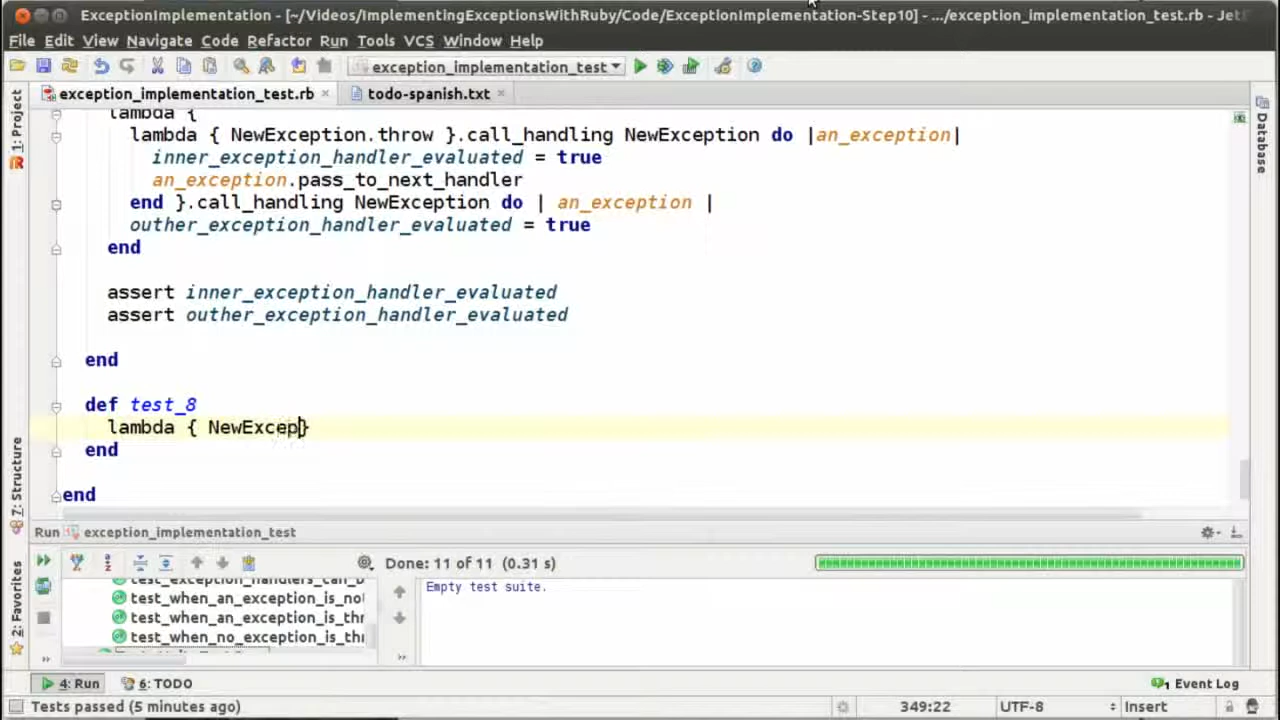 ExceptionImplementation - [~/Videos/ImplementingExceptionsWithRuby/Code/ExceptionImplementation-Step10] - .../exception_implementation_test.rb - Jet
File Edit View Navigate Code Refactor Run Tools VCS Window Help
exception_implementation_test
exception_implementation_test.rb todo-spanish.txt
1: Project
Database
7: Structure
2: Favorites
lambda {
lambda { NewException.throw }.call_handling NewException do |an_exception|
inner_exception_handler_evaluated = true
an_exception.pass_to_next_handler
end }.call_handling NewException do | an_exception |
outher_exception_handler_evaluated = true
end
assert inner_exception_handler_evaluated
assert outher_exception_handler_evaluated
end
def test_8
lambda { NewExcep}
end
end
Run exception_implementation_test
Done: 11 of 11 (0.31 s)
test_exception_handlers_can_b
test_when_an_exception_is_not
test_when_an_exception_is_thr
test_when_no_exception_is_thr
Empty test suite.
4: Run 6: TODO
1 Event Log
Tests passed (5 minutes ago)
349:22 UTF-8 Insert